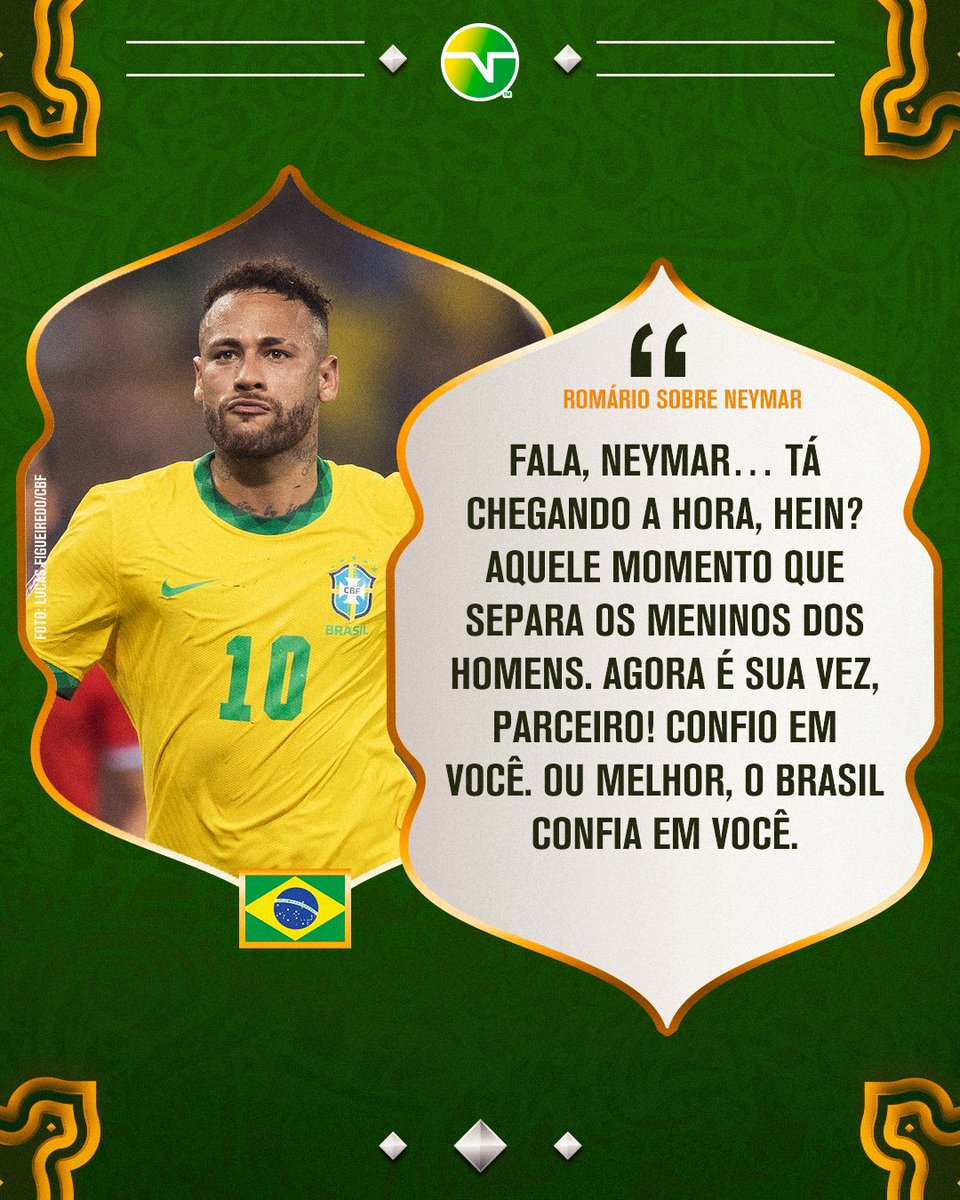 FOTO: LUCAS FIGUEIREDO/CBF
CBF
BRASIL
10
ROMÁRIO SOBRE NEYMAR
FALA, NEYMAR... TÁ
CHEGANDO A HORA, HEIN?
AQUELE MOMENTO QUE
SEPARA OS MENINOS DOS
HOMENS. AGORA É SUA VEZ,
PARCEIRO! CONFIO EM
VOCÊ. OU MELHOR, O BRASIL
CONFIA EM VOCÊ.